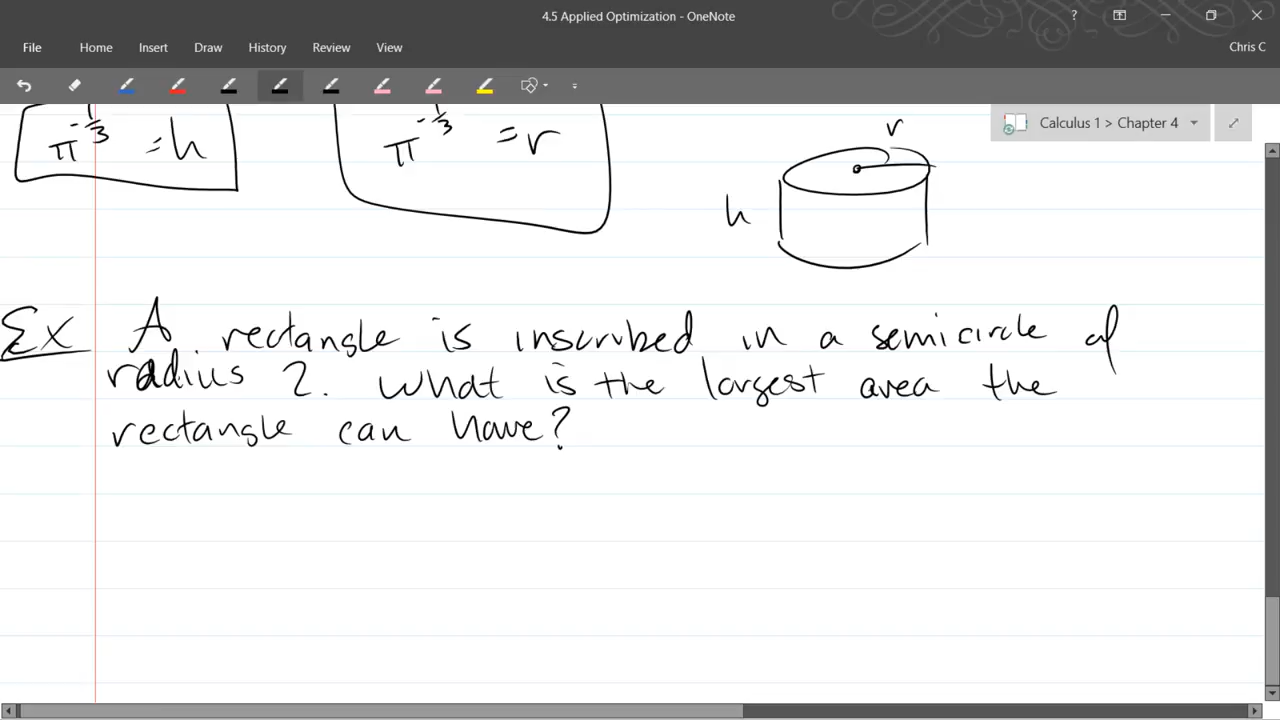 4.5 Applied Optimization - OneNote
?
File Home Insert Draw History Review View
Chris C
Calculus 1 > Chapter 4
π^{-1/3} = h
π^{-1/3} = r
r
h
Ex A rectangle is inscribed in a semicircle of
radius 2. What is the largest area the
rectangle can have?